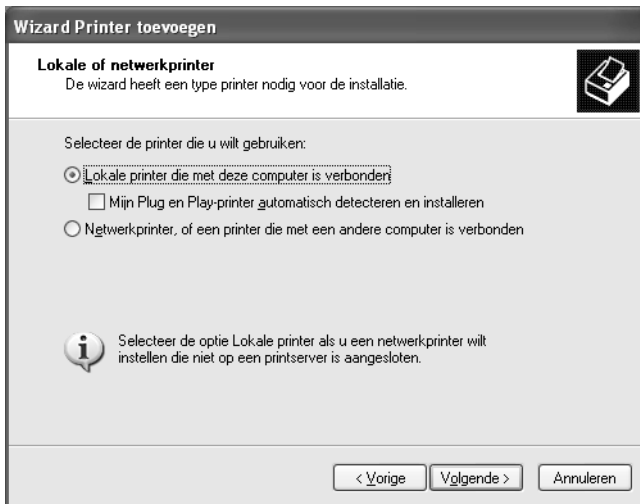 Wizard Printer toevoegen
Lokale of netwerkprinter
De wizard heeft een type printer nodig voor de installatie.
Selecteer de printer die u wilt gebruiken:
Lokale printer die met deze computer is verbonden
Mijn Plug en Play-printer automatisch detecteren en installeren
Netwerkprinter, of een printer die met een andere computer is verbonden
Selecteer de optie Lokale printer als u een netwerkprinter wilt
instellen die niet op een printserver is aangesloten.
< Vorige Volgende > Annuleren